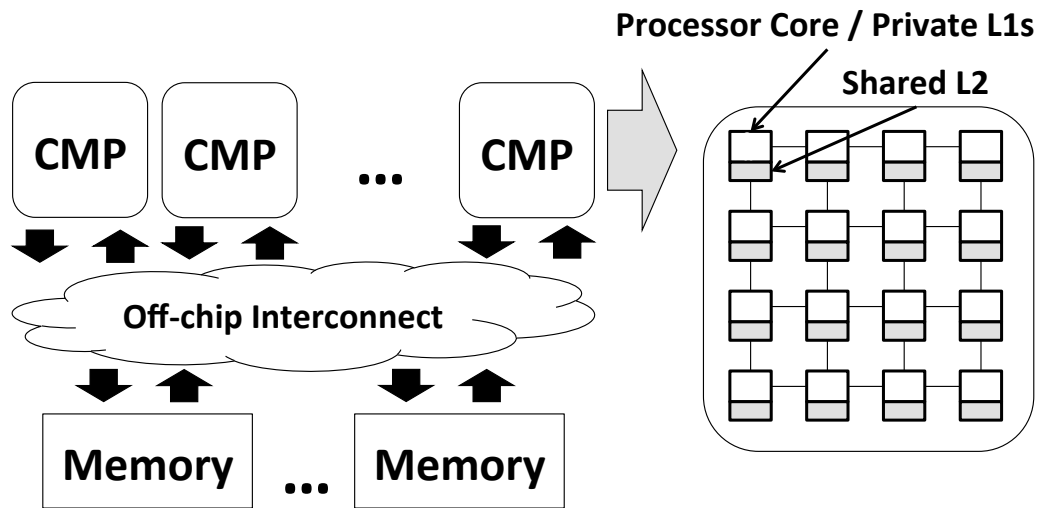 Processor Core / Private L1s
Shared L2
CMP
CMP
...
CMP
Off-chip Interconnect
Memory
...
Memory